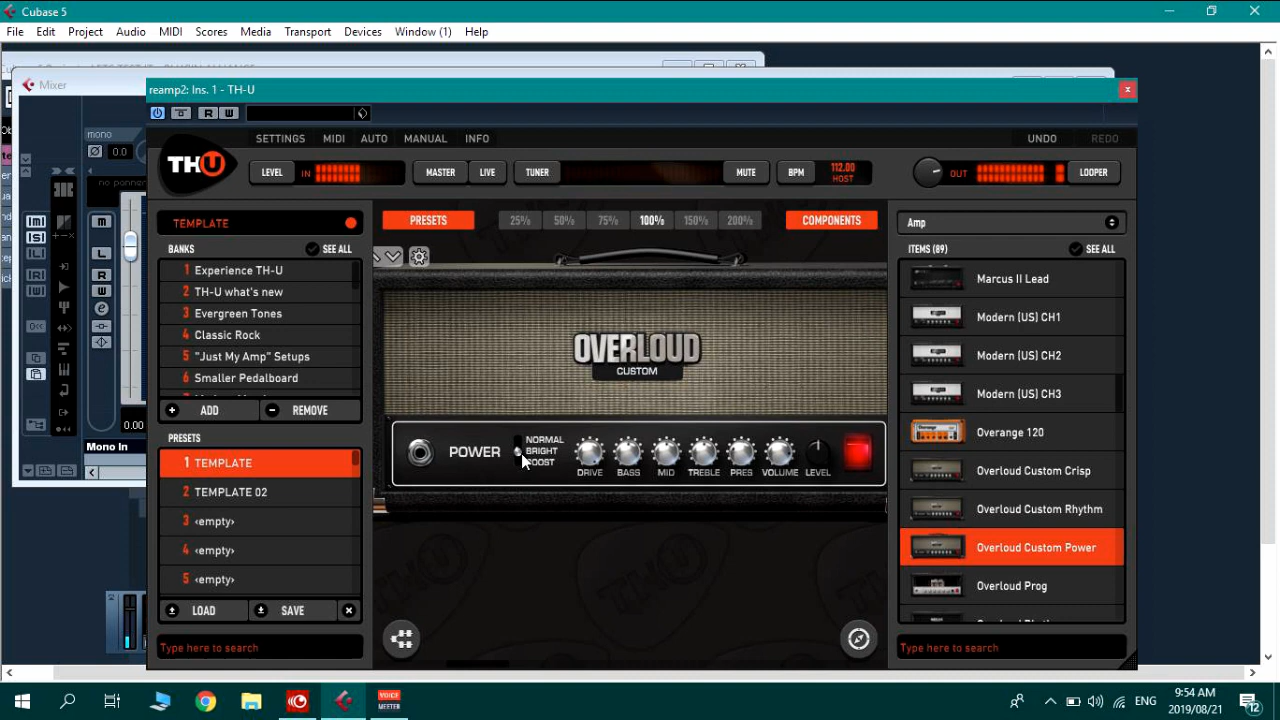 Cubase 5
File Edit Project Audio MIDI Scores Media Transport Devices Window (1) Help
Mixer
reamp2: Ins. 1 - TH-U
R W
SETTINGS MIDI AUTO MANUAL INFO UNDO REDO
THU
LEVEL IN MASTER LIVE TUNER MUTE BPM 112.00 HOST OUT LOOPER
mono
0.0
TEMPLATE
PRESETS 25% 50% 75% 100% 150% 200% COMPONENTS
Amp
BANKS SEE ALL
ITEMS (89) SEE ALL
1 Experience TH-U
2 TH-U what's new
3 Evergreen Tones
4 Classic Rock
5 "Just My Amp" Setups
6 Smaller Pedalboard
ADD REMOVE
PRESETS
1 TEMPLATE
2 TEMPLATE 02
3 <empty>
4 <empty>
5 <empty>
LOAD SAVE
Type here to search
OVERLOUD
CUSTOM
POWER
NORMAL
BRIGHT
BOOST
DRIVE BASS MID TREBLE PRES VOLUME LEVEL
Marcus II Lead
Modern (US) CH1
Modern (US) CH2
Modern (US) CH3
Overange 120
Overloud Custom Crisp
Overloud Custom Rhythm
Overloud Custom Power
Overloud Prog
Type here to search
M
L
R
W
e
0.00
Mono In
VOICE
MEETER
ENG
9:54 AM
2019/08/21
12